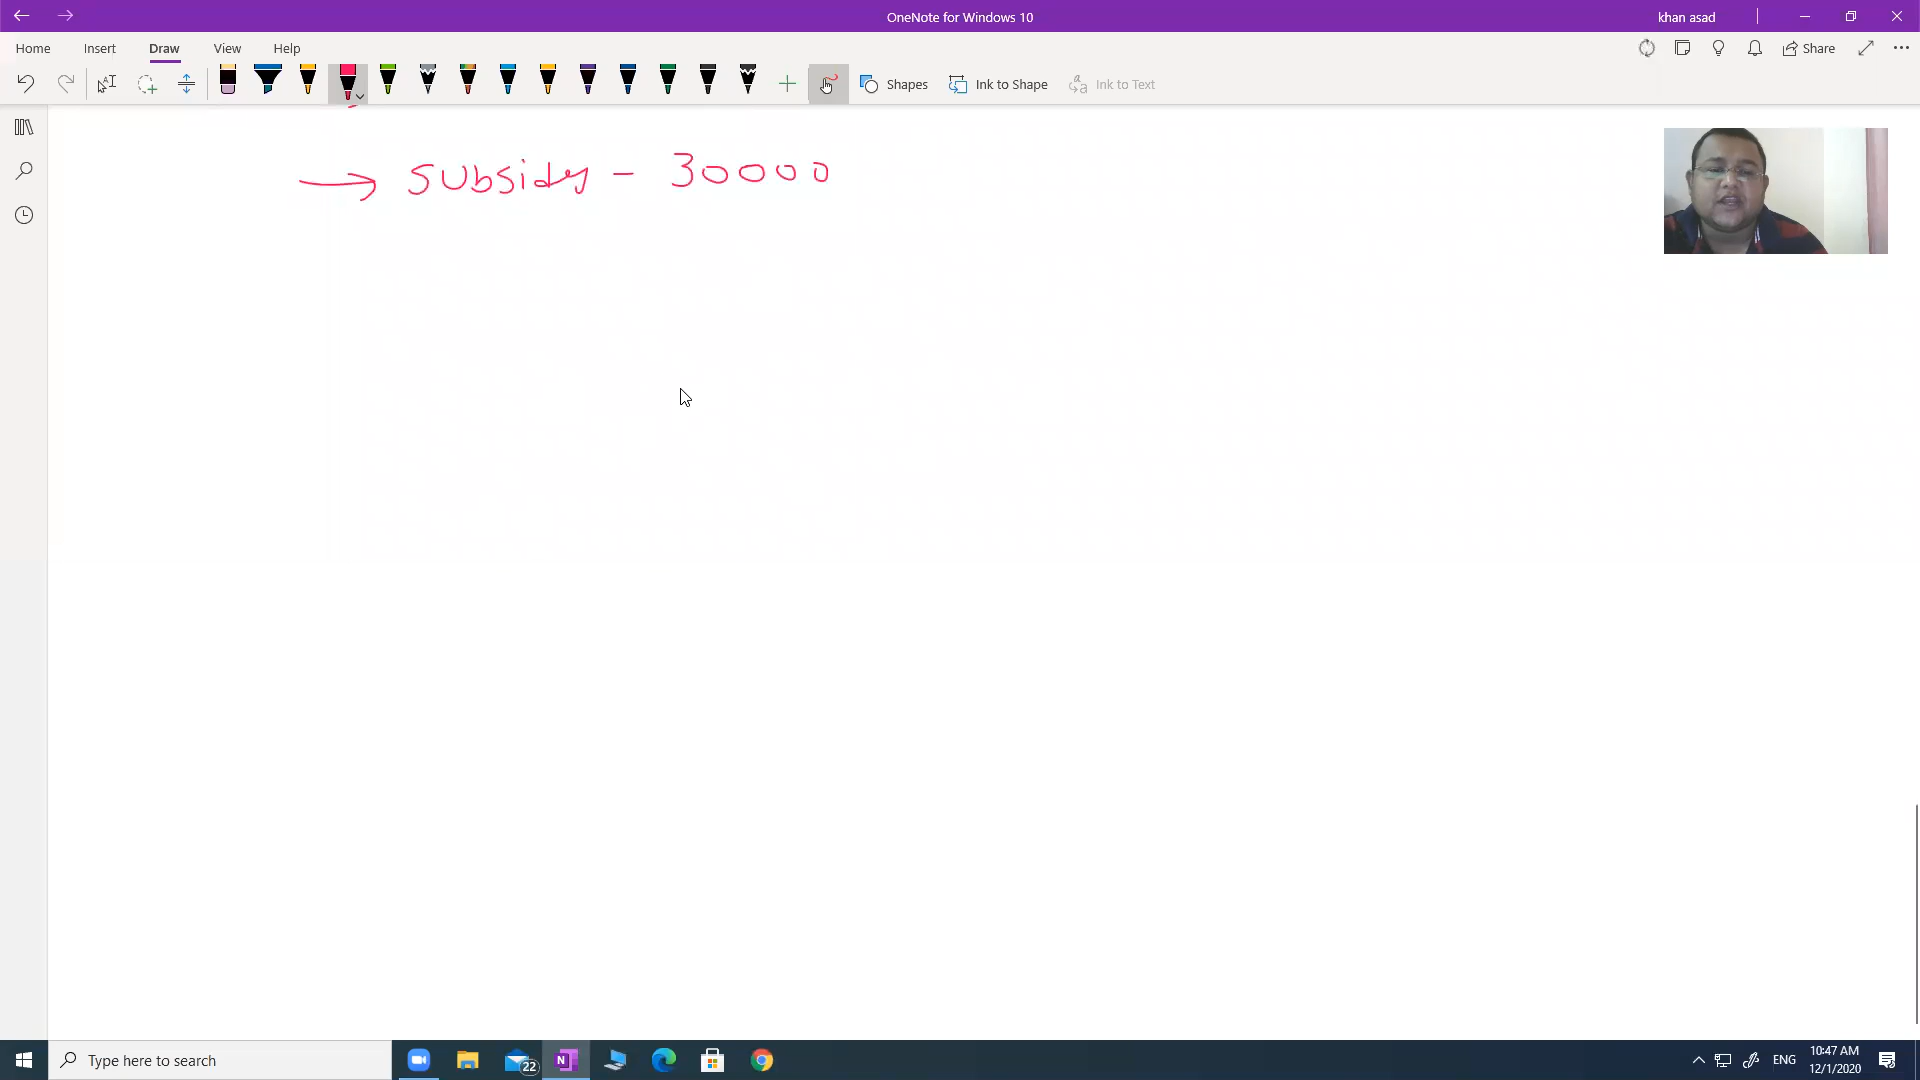 OneNote for Windows 10
khan asad
Home Insert Draw View Help
Share
Shapes
Ink to Shape
Ink to Text
→ Subsidy - 30000
Type here to search
22
ENG
10:47 AM
12/1/2020